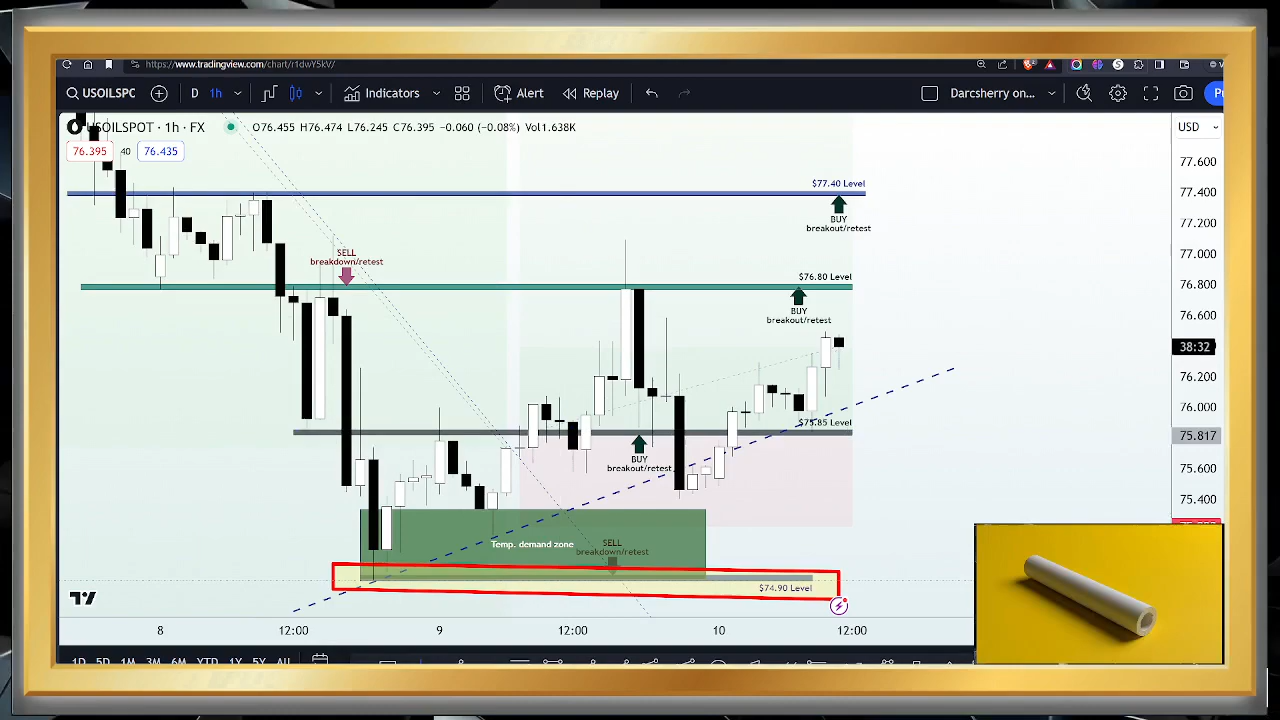 https://www.tradingview.com/chart/r1dwY5kV/
USOILSPC
D
1h
Indicators
Alert
Replay
Darsherry on...
USOILSPOT · 1h · FX
O76.455 H76.474 L76.245 C76.395 −0.060 (−0.08%) Vol1.638K
USD
76.395
40
76.435
77.600
$77.40 Level
77.400
BUY
breakout/retest
77.200
SELL
breakdown/retest
77.000
$76.80 Level
76.800
BUY
breakout/retest
76.600
38:32
76.200
76.000
$75.85 Level
75.817
BUY
breakout/retest
75.600
75.400
Temp. demand zone
SELL
breakdown/retest
$74.90 Level
8
12:00
9
12:00
10
12:00
1D 5D 1M 3M 6M YTD 1Y 5Y All